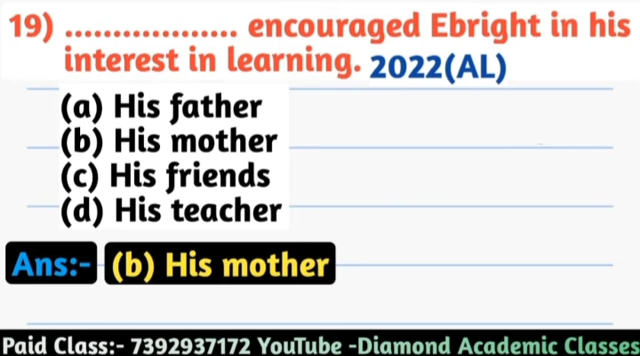 19) ................... encouraged Ebright in his
interest in learning. 2022(AL)
(a) His father
(b) His mother
(c) His friends
(d) His teacher
Ans:- (b) His mother
Paid Class:- 7392937172 YouTube -Diamond Academic Classes